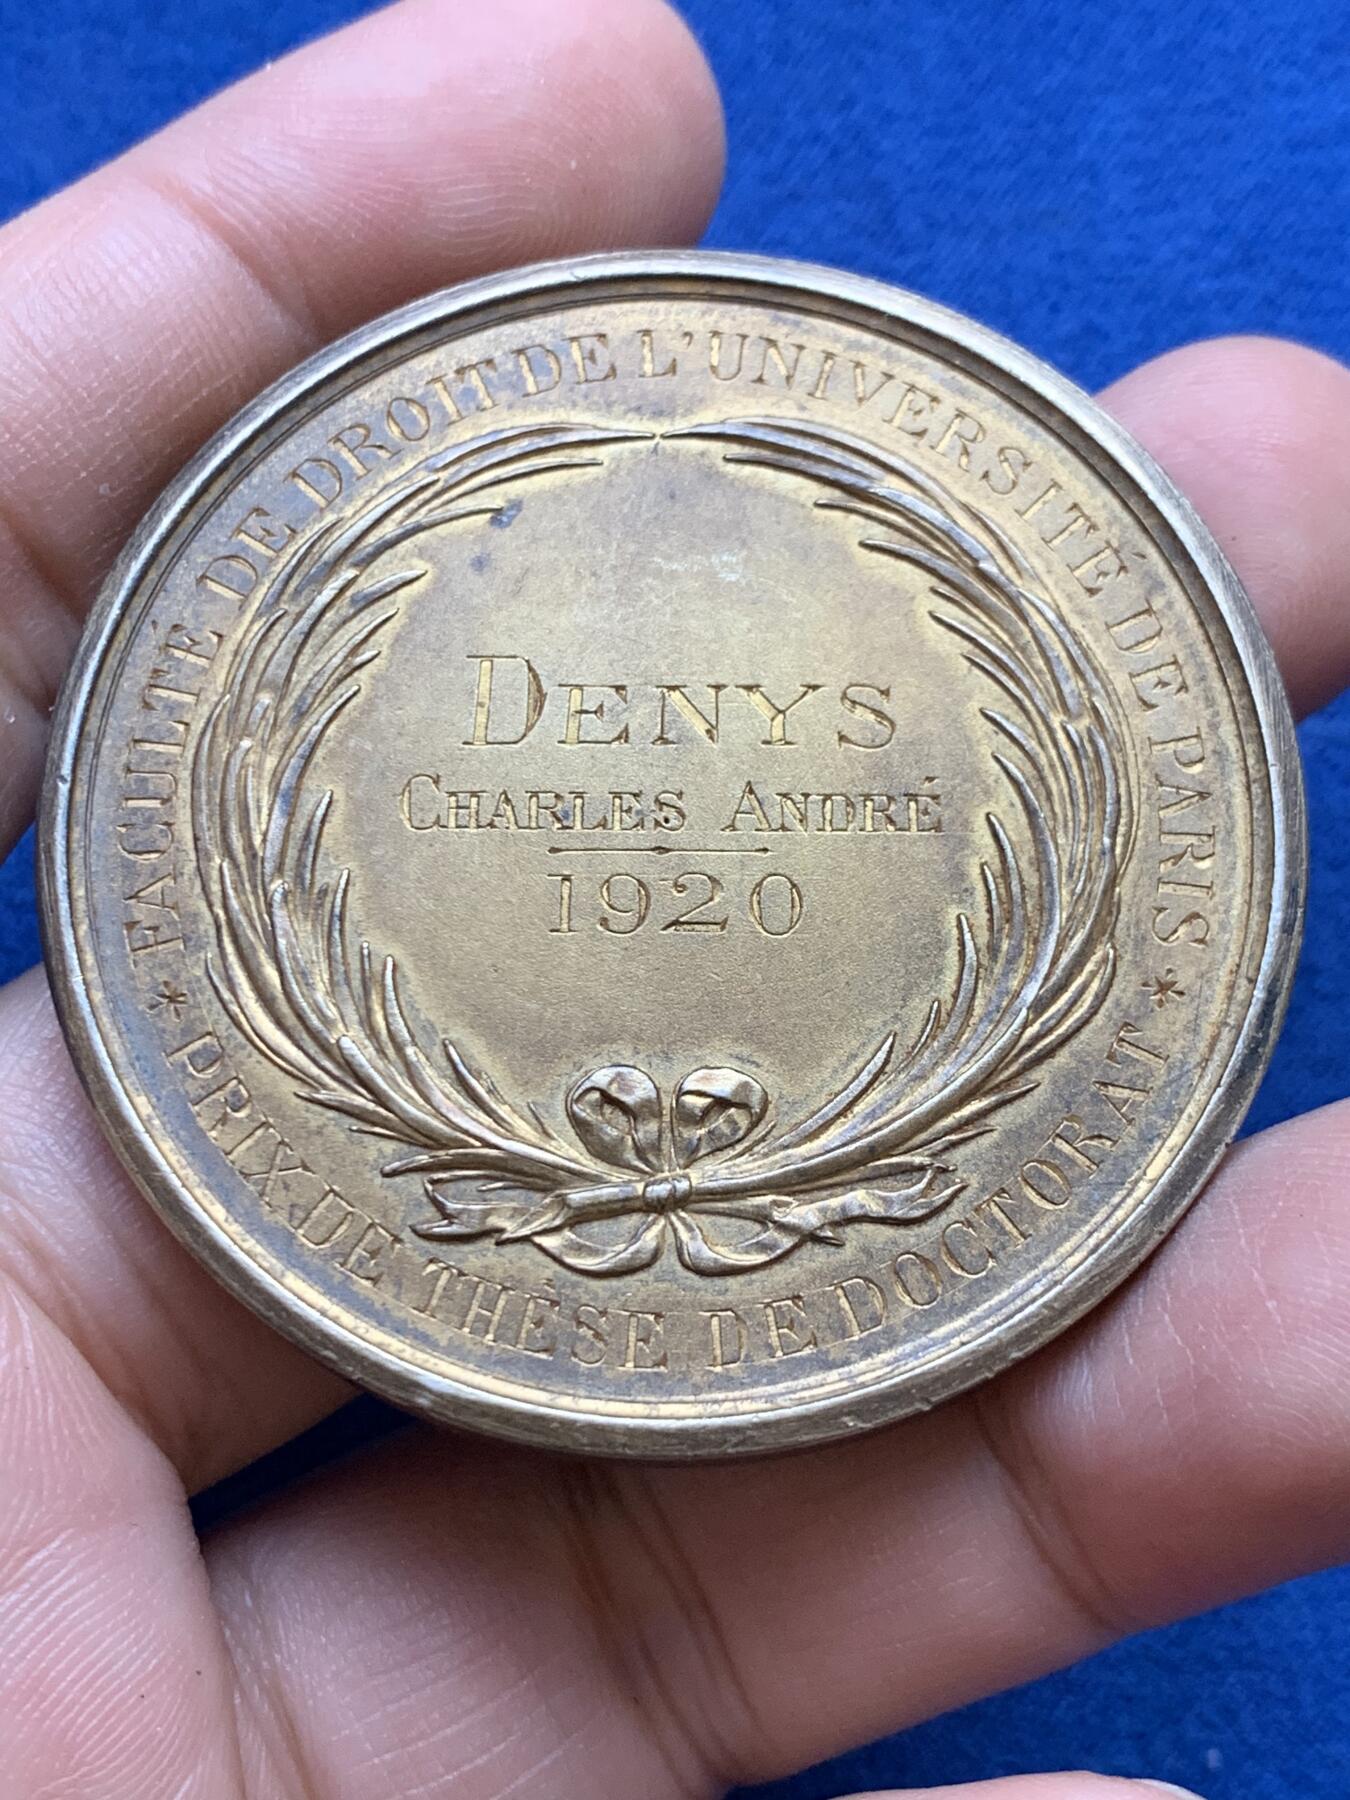 * FACULTÉ DE DROIT DE L'UNIVERSITÉ DE PARIS *
DENYS
CHARLES ANDRÉ
1920
PRIX DE THÈSE DE DOCTORAT